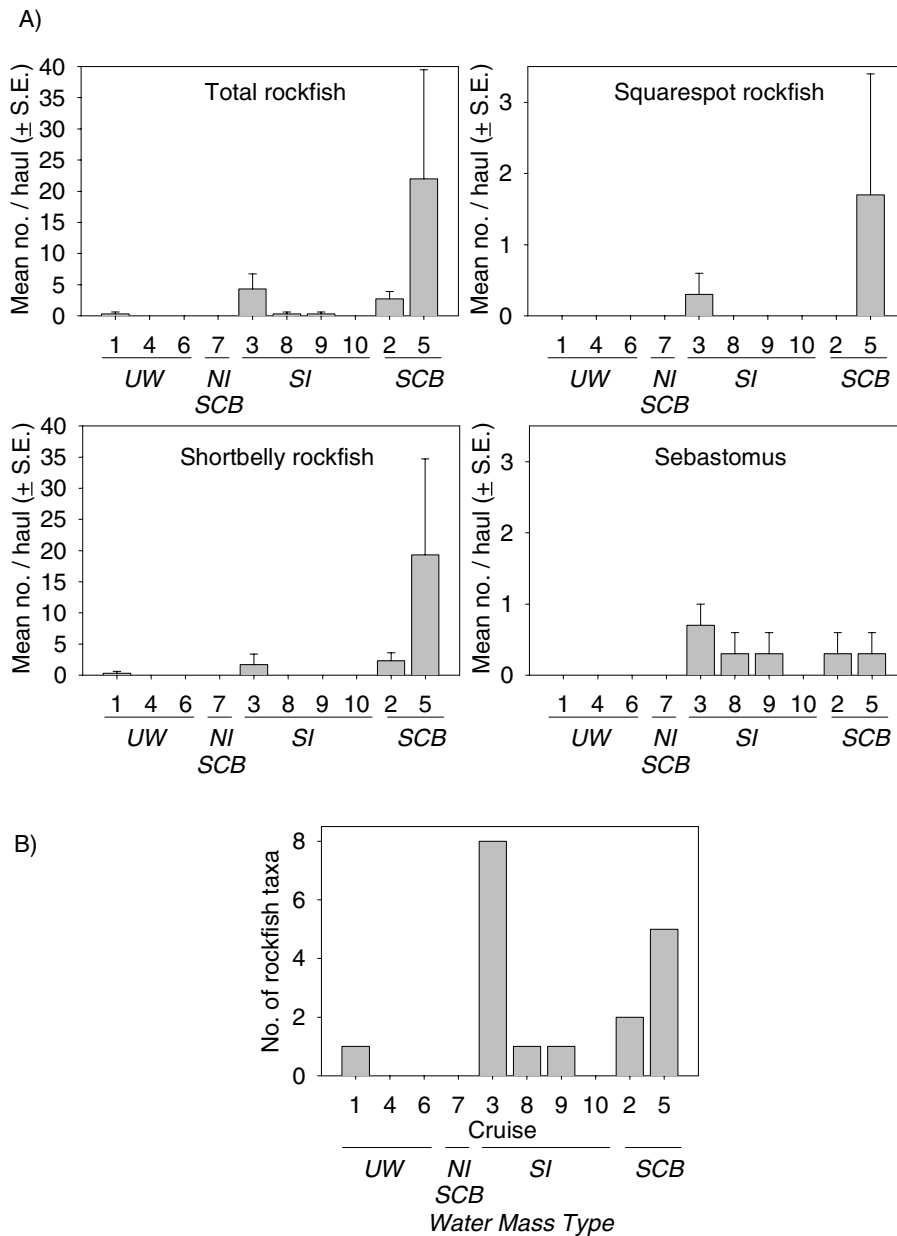 A)
Total rockfish
Mean no. / haul (± S.E.)
40
35
30
25
20
15
10
5
0
1 4 6 7 3 8 9 10 2 5
UW NI SI SCB
SCB
Squarespot rockfish
Mean no. / haul (± S.E.)
3
2
1
0
1 4 6 7 3 8 9 10 2 5
UW NI SI SCB
SCB
Shortbelly rockfish
Mean no. / haul (± S.E.)
40
35
30
25
20
15
10
5
0
1 4 6 7 3 8 9 10 2 5
UW NI SI SCB
SCB
Sebastomus
Mean no. / haul (± S.E.)
3
2
1
0
1 4 6 7 3 8 9 10 2 5
UW NI SI SCB
SCB
B)
No. of rockfish taxa
8
6
4
2
0
1 4 6 7 3 8 9 10 2 5
Cruise
UW NI SI SCB
SCB
Water Mass Type